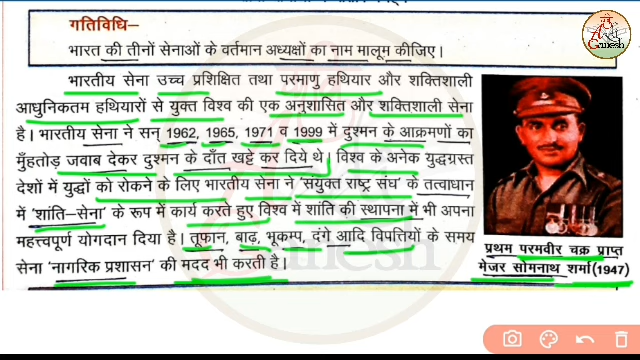 गतिविधि–
भारत की तीनों सेनाओं के वर्तमान अध्यक्षों का नाम मालूम कीजिए।
भारतीय सेना उच्च प्रशिक्षित तथा परमाणु हथियार और शक्तिशाली
आधुनिकतम हथियारों से युक्त विश्व की एक अनुशासित और शक्तिशाली सेना
है। भारतीय सेना ने सन् 1962, 1965, 1971 व 1999 में दुश्मन के आक्रमणों का
मुँहतोड़ जवाब देकर दुश्मन के दाँत खट्टे कर दिये थे। विश्व के अनेक युद्धग्रस्त
देशों में युद्धों को रोकने के लिए भारतीय सेना ने 'संयुक्त राष्ट्र संघ' के तत्वाधान
में 'शांति–सेना' के रूप में कार्य करते हुए विश्व में शांति की स्थापना में भी अपना
महत्त्वपूर्ण योगदान दिया है। तूफान, बाढ़, भूकम्प, दंगे आदि विपत्तियों के समय
सेना 'नागरिक प्रशासन' की मदद भी करती है।
प्रथम परमवीर चक्र प्राप्त
मेजर सोमनाथ शर्मा(1947)
Ganesh